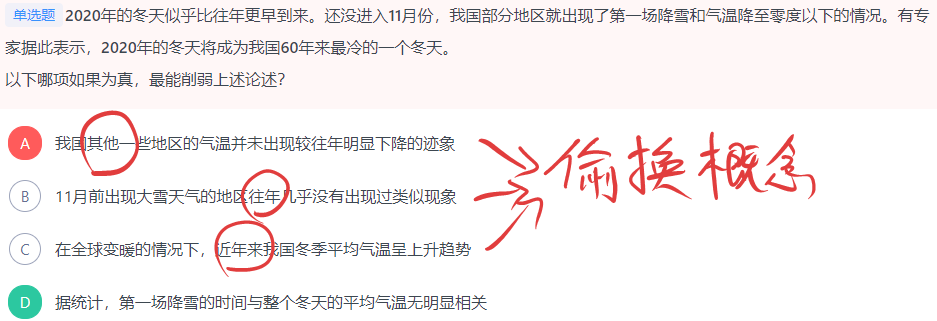 单选题 2020年的冬天似乎比往年更早到来。还没进入11月份，我国部分地区就出现了第一场降雪和气温降至零度以下的情况。有专
家据此表示，2020年的冬天将成为我国60年来最冷的一个冬天。
以下哪项如果为真，最能削弱上述论述？
A 我国其他一些地区的气温并未出现较往年明显下降的迹象
B 11月前出现大雪天气的地区往年几乎没有出现过类似现象
C 在全球变暖的情况下，近年来我国冬季平均气温呈上升趋势
偷换概念
D 据统计，第一场降雪的时间与整个冬天的平均气温无明显相关